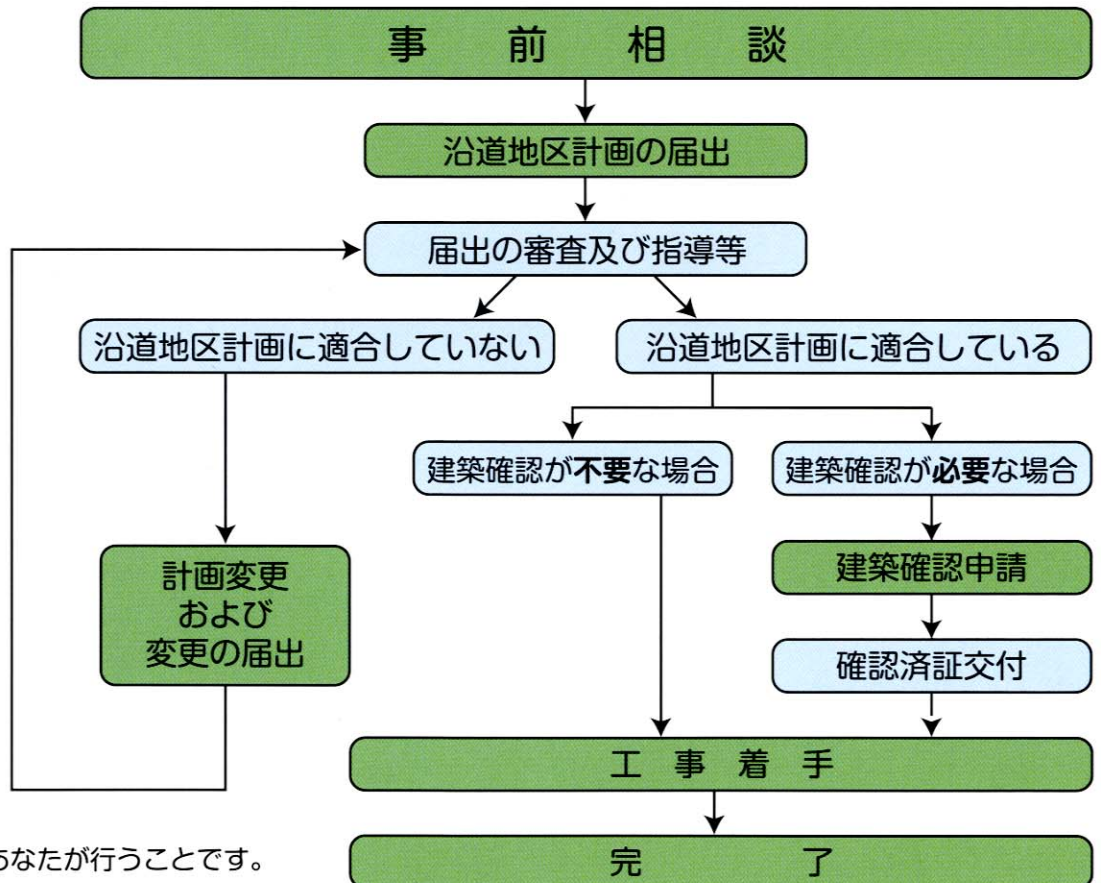 事前相談
沿道地区計画の届出
届出の審査及び指導等
沿道地区計画に適合していない
沿道地区計画に適合している
建築確認が不要な場合
建築確認が必要な場合
計画変更
および
変更の届出
建築確認申請
確認済証交付
工事着手
あなたが行うことです。
完了